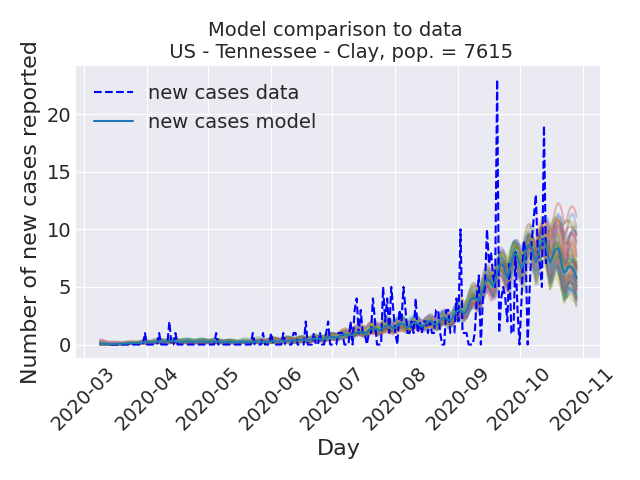 Model comparison to data
US - Tennessee - Clay, pop. = 7615
Number of new cases reported
new cases data
new cases model
20
15
10
5
0
2020-03
2020-04
2020-05
2020-06
2020-07
2020-08
2020-09
2020-10
2020-11
Day